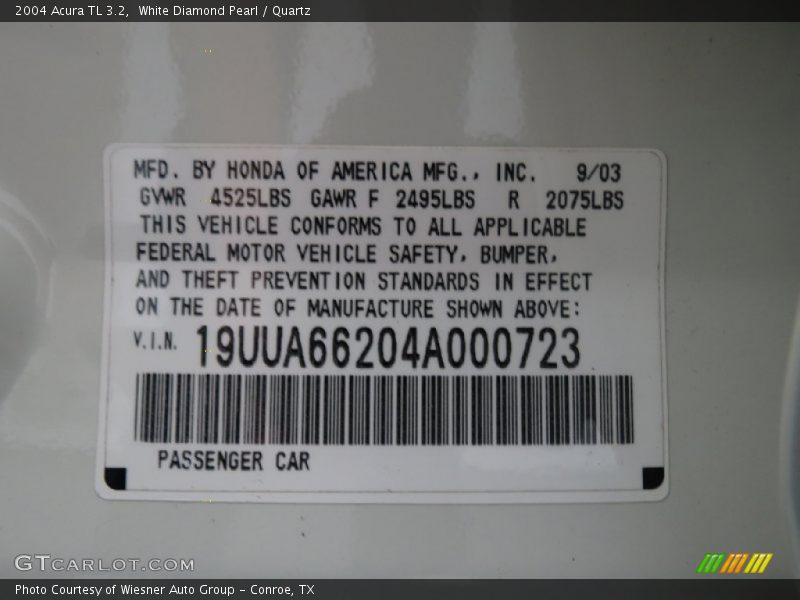 2004 Acura TL 3.2,  White Diamond Pearl / Quartz
MFD. BY HONDA OF AMERICA MFG., INC.  9/03
GVWR 4525LBS GAWR F 2495LBS R 2075LBS
THIS VEHICLE CONFORMS TO ALL APPLICABLE
FEDERAL MOTOR VEHICLE SAFETY, BUMPER,
AND THEFT PREVENTION STANDARDS IN EFFECT
ON THE DATE OF MANUFACTURE SHOWN ABOVE:
V.I.N. 19UUA66204A000723
PASSENGER CAR
GTCARLOT.COM
Photo Courtesy of Wiesner Auto Group - Conroe, TX